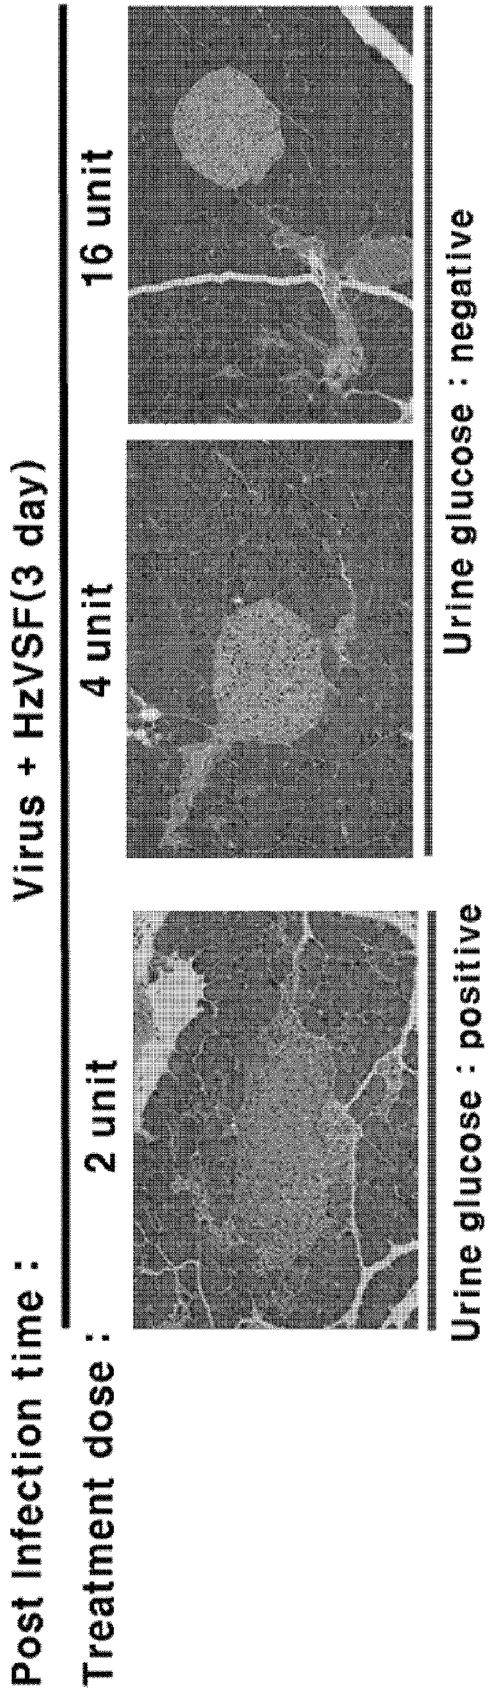 Post Infection time : Virus + HzVSF(3 day)
Treatment dose : 2 unit 4 unit 16 unit
Urine glucose : positive Urine glucose : negative